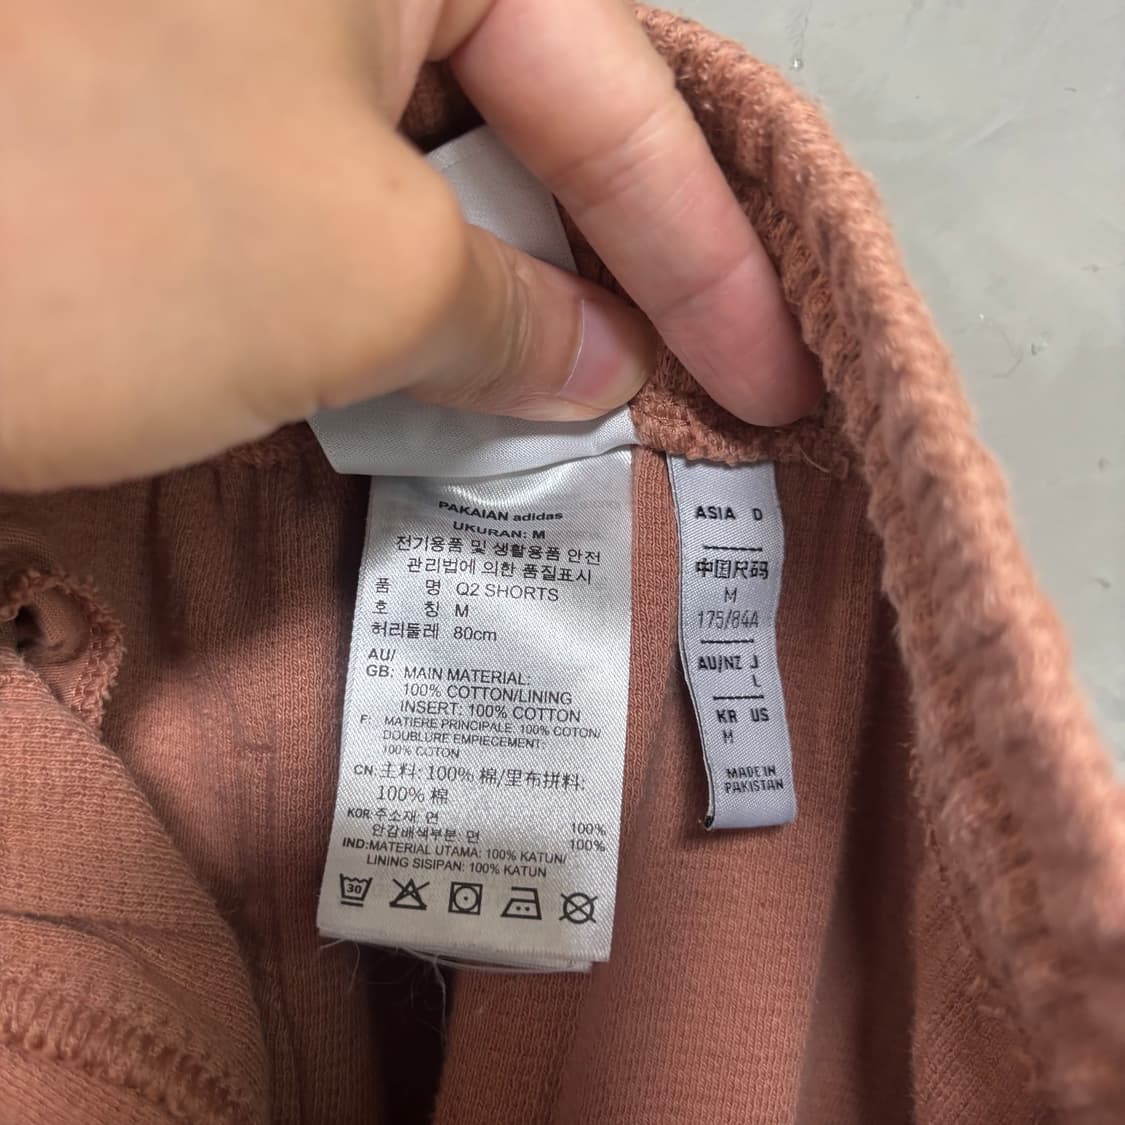 PAKAIAN adidas
UKURAN: M
전기용품 및 생활용품 안전
관리법에 의한 품질표시
품 명 Q2 SHORTS
호 칭 M
허리둘레 80cm
AU/
GB: MAIN MATERIAL:
100% COTTON/LINING
INSERT: 100% COTTON
F: MATIERE PRINCIPALE: 100% COTON/
DOUBLURE EMPIECEMENT:
100% COTON
CN: 主料: 100% 棉/里布拼料:
100% 棉
KOR: 주소재: 면 100%
안감배색부분: 면 100%
IND: MATERIAL UTAMA: 100% KATUN/
LINING SISIPAN: 100% KATUN
30
ASIA D
中国尺码
M
175/84A
AU/NZ J
L
KR US
M
MADE IN
PAKISTAN